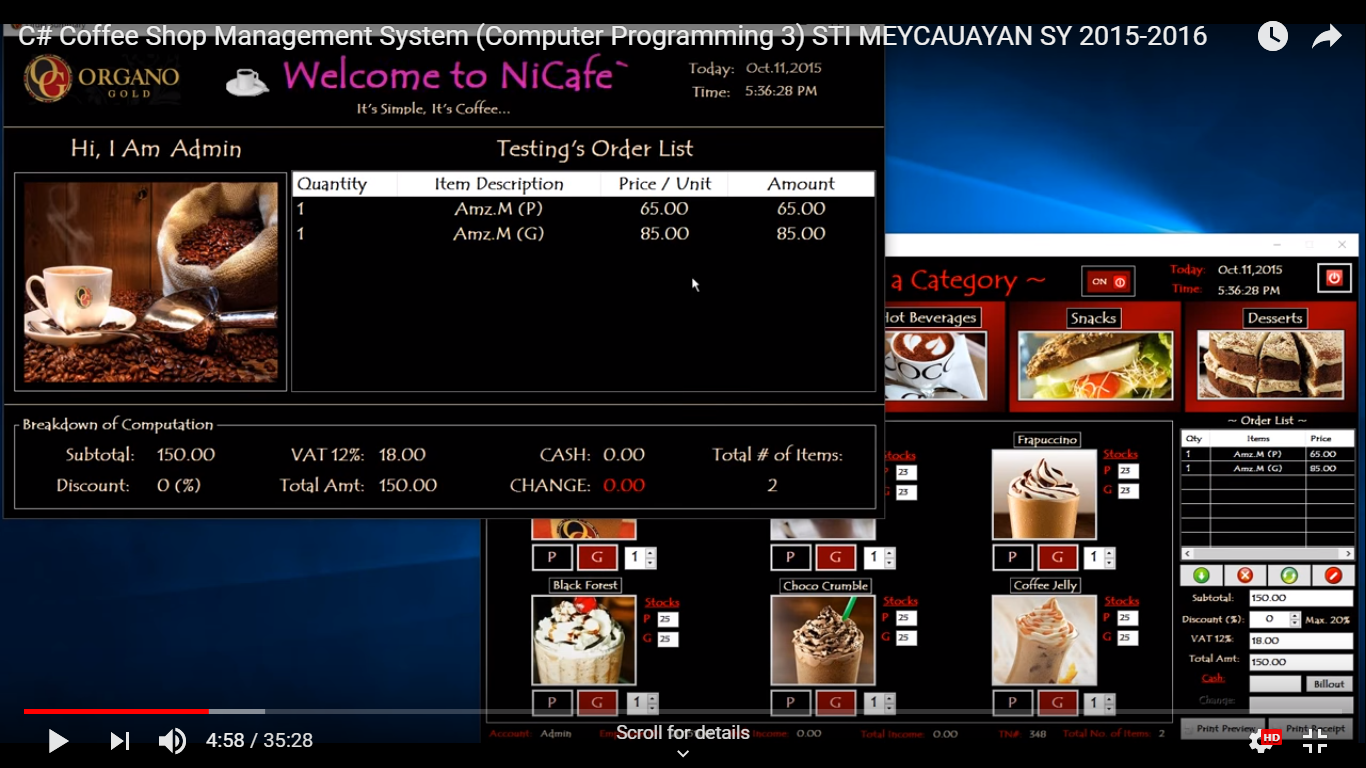 C# Coffee Shop Management System (Computer Programming 3) STI MEYCAUAYAN SY 2015-2016
OG ORGANO GOLD
Welcome to NiCafe`
It's Simple, It's Coffee...
Today: Oct.11,2015
Time: 5:36:28 PM
Hi, I Am Admin
Testing's Order List
Quantity Item Description Price / Unit Amount
1 Amz.M (P) 65.00 65.00
1 Amz.M (G) 85.00 85.00
Breakdown of Computation
Subtotal: 150.00 VAT 12%: 18.00 CASH: 0.00 Total # of Items:
Discount: 0 (%) Total Amt: 150.00 CHANGE: 0.00 2
a Category ~
ON
Today: Oct.11,2015
Time: 5:36:28 PM
Hot Beverages Snacks Desserts
~ Order List ~
Qty Items Price
1 Amz.M (P) 65.00
1 Amz.M (G) 85.00
Stocks
P 23
G 23
Frapuccino
Stocks
P 23
G 23
P G 1
P G 1
P G 1
Black Forest
Stocks
P 25
G 25
Choco Crumble
Stocks
P 25
G 25
Coffee Jelly
Stocks
P 25
G 25
P G 1
P G 1
P G 1
Subtotal: 150.00
Discount (%): 0 Max. 20%
VAT 12%: 18.00
Total Amt: 150.00
Cash: Billout
Change:
Print Preview Print Receipt
Account: Admin
Income: 0.00 Total Income: 0.00 TN# 348 Total No. of Items: 2
4:58 / 35:28
Scroll for details
HD